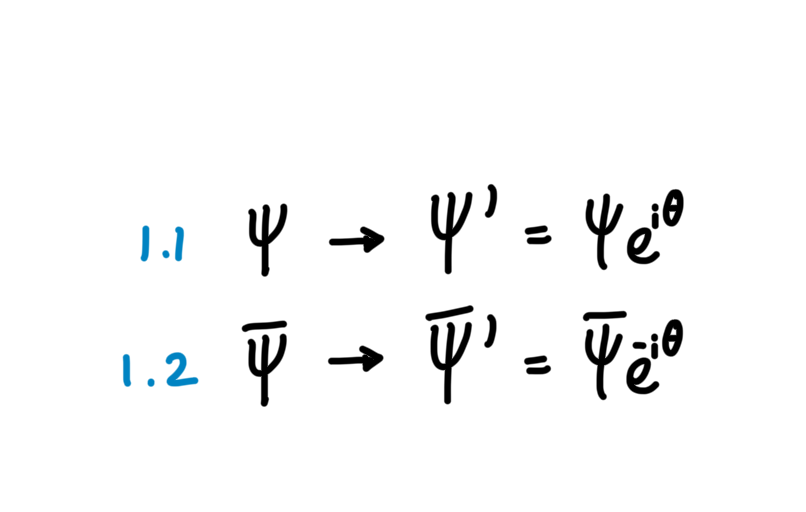 1.1 ψ → ψ' = ψe^{iθ}
1.2 ψ̅ → ψ̅' = ψ̅e^{-iθ}